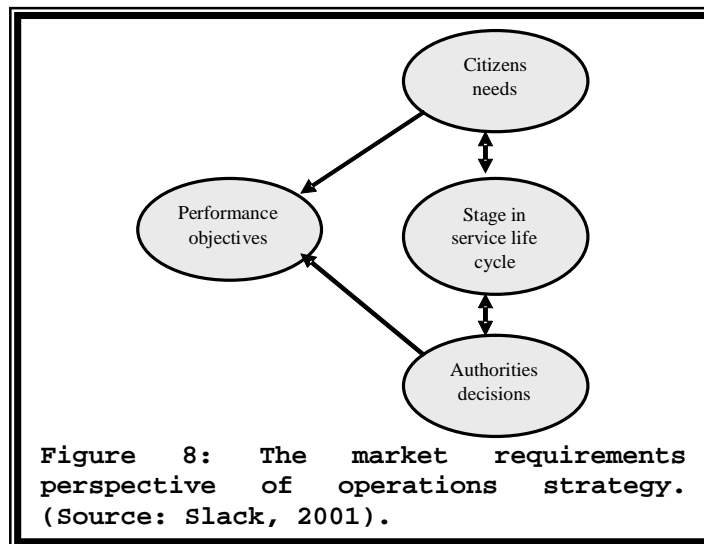 Citizens
needs
Performance
objectives
Stage in
service life
cycle
Authorities
decisions
Figure 8: The market requirements
perspective of operations strategy.
(Source: Slack, 2001).